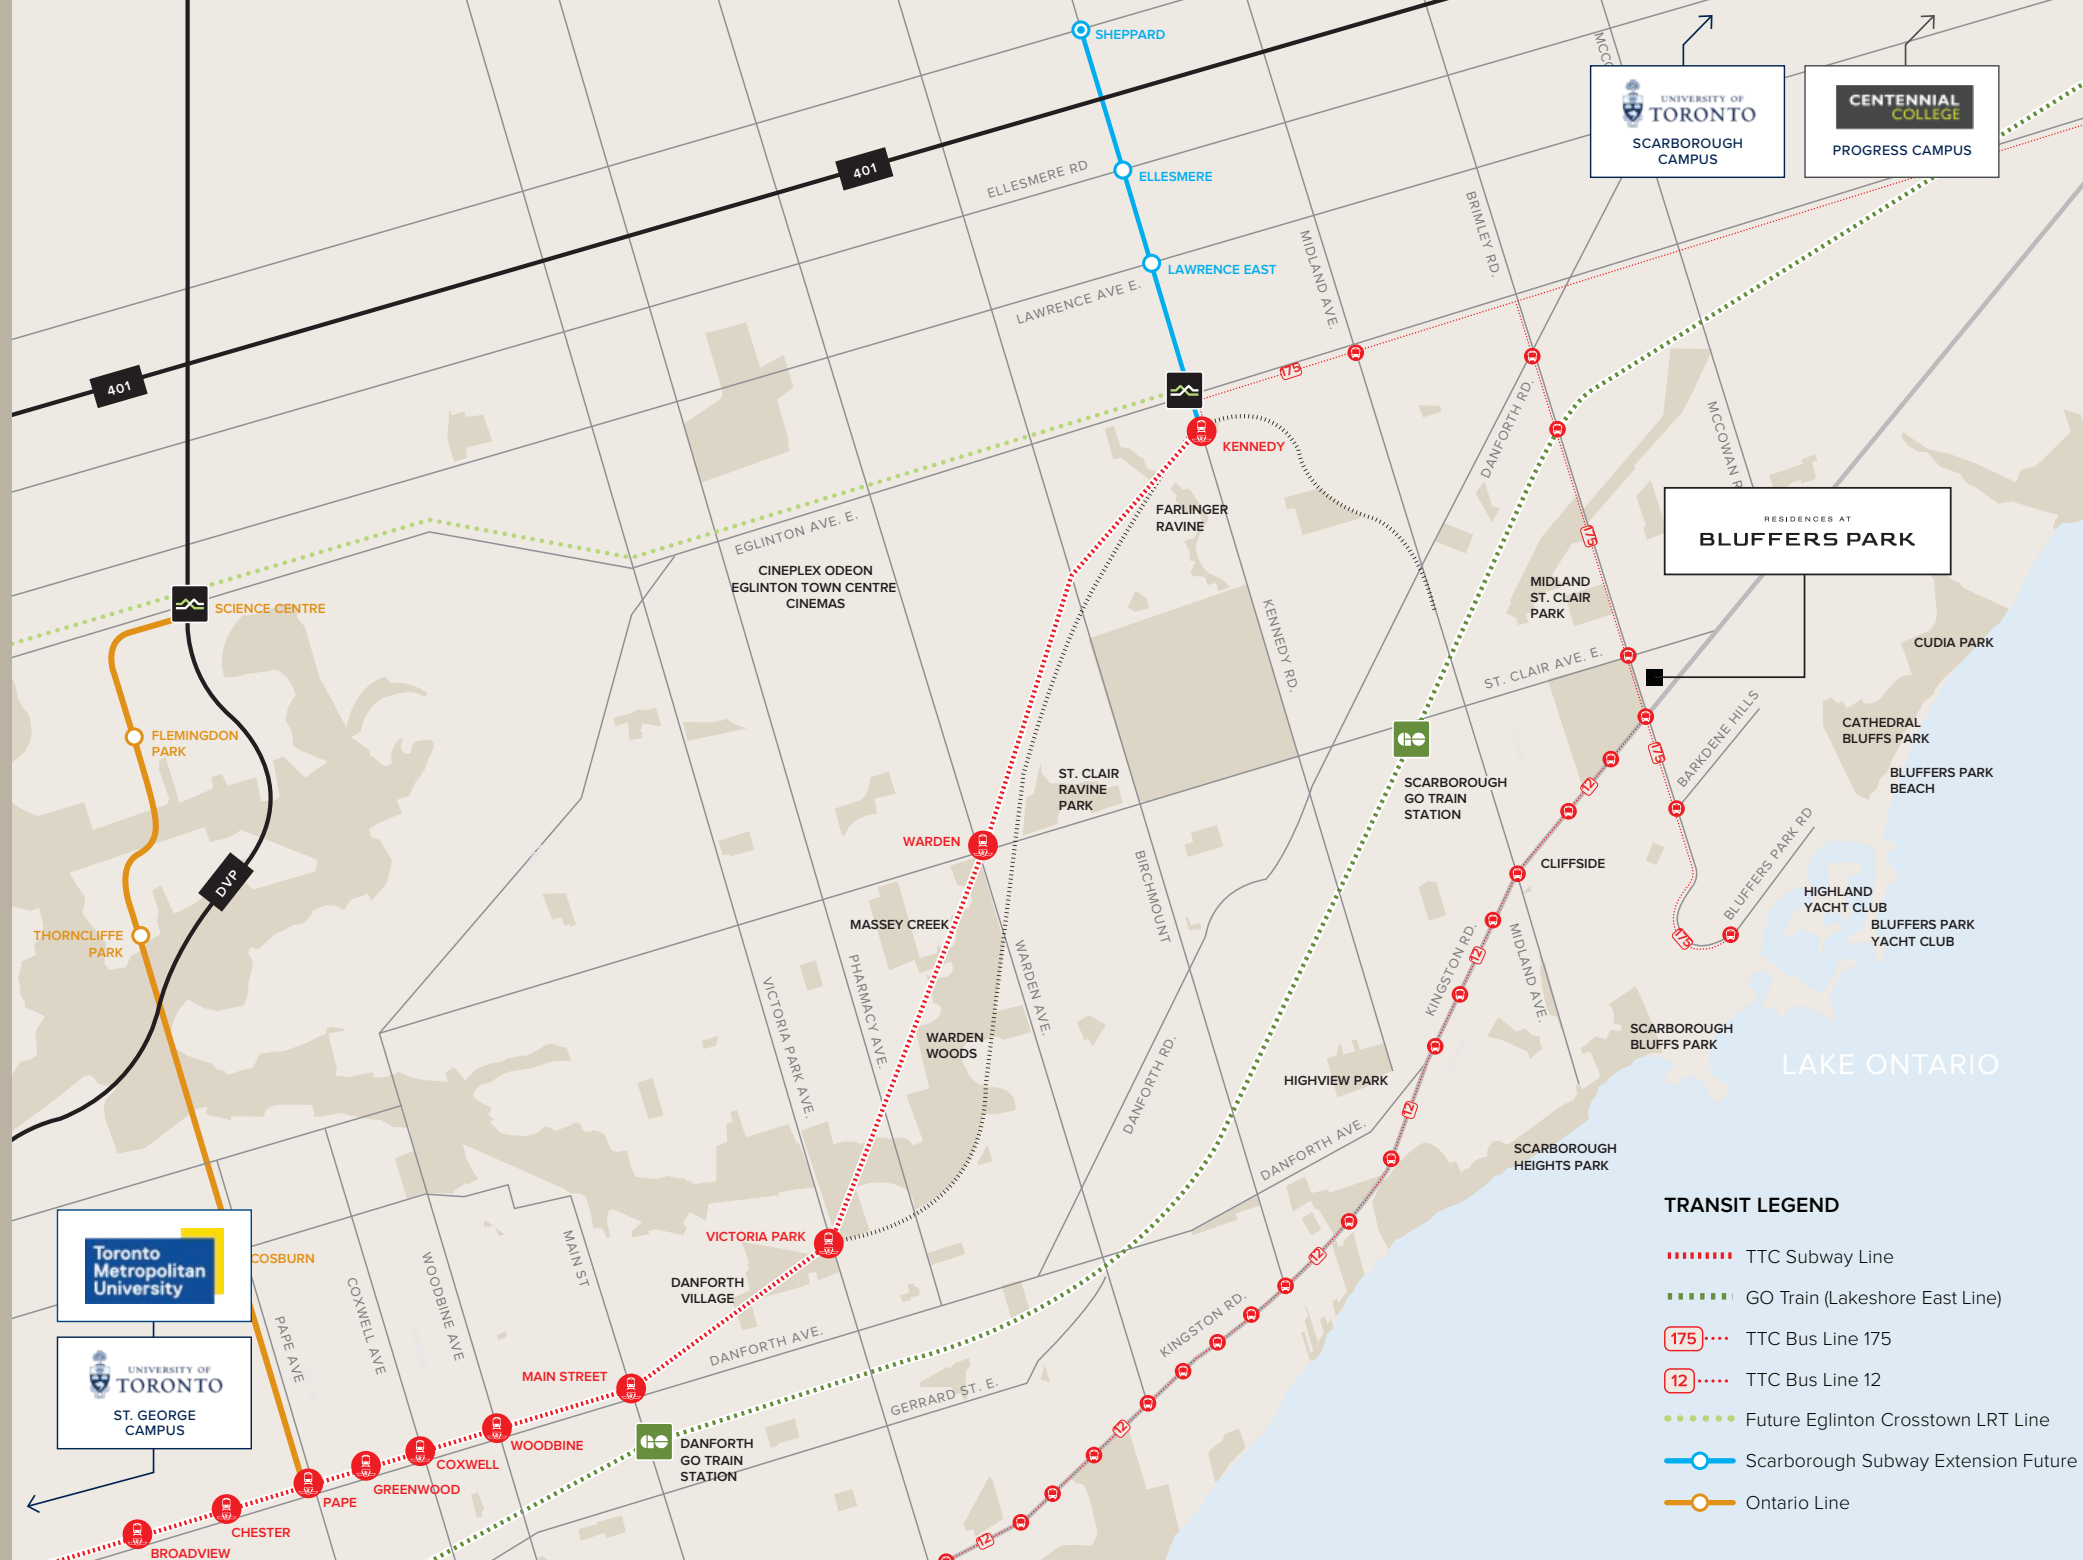 SHEPPARD
MCCO
UNIVERSITY OF
TORONTO
SCARBOROUGH
CAMPUS
CENTENNIAL
COLLEGE
PROGRESS CAMPUS
401
ELLESMERE RD
ELLESMERE
BRIMLEY RD.
MIDLAND AVE.
LAWRENCE EAST
LAWRENCE AVE E.
401
175
KENNEDY
DANFORTH RD.
MCCOWAN R
FARLINGER
RAVINE
EGLINTON AVE. E.
175
RESIDENCES AT
BLUFFERS PARK
CINEPLEX ODEON
EGLINTON TOWN CENTRE
CINEMAS
MIDLAND
ST. CLAIR
PARK
SCIENCE CENTRE
KENNEDY RD.
CUDIA PARK
ST. CLAIR AVE. E.
FLEMINGDON
PARK
CATHEDRAL
BLUFFS PARK
BARKDENE HILLS
175
ST. CLAIR
RAVINE
PARK
SCARBOROUGH
GO TRAIN
STATION
12
BLUFFERS PARK
BEACH
WARDEN
CLIFFSIDE
BLUFFERS PARK RD
DVP
BIRCHMOUNT
HIGHLAND
YACHT CLUB
BLUFFERS PARK
YACHT CLUB
MASSEY CREEK
THORNCLIFFE
PARK
175
KINGSTON RD.
12
MIDLAND AVE.
WARDEN AVE.
PHARMACY AVE.
VICTORIA PARK AVE.
WARDEN
WOODS
SCARBOROUGH
BLUFFS PARK
LAKE ONTARIO
DANFORTH RD.
HIGHVIEW PARK
12
DANFORTH AVE.
SCARBOROUGH
HEIGHTS PARK
VICTORIA PARK
Toronto
Metropolitan
University
COSBURN
MAIN ST
WOODBINE AVE
COXWELL AVE
PAPE AVE
DANFORTH
VILLAGE
12
KINGSTON RD.
DANFORTH AVE.
UNIVERSITY OF
TORONTO
ST. GEORGE
CAMPUS
MAIN STREET
GERRARD ST. E.
12
WOODBINE
COXWELL
GREENWOOD
PAPE
CHESTER
BROADVIEW
DANFORTH
GO TRAIN
STATION
12
TRANSIT LEGEND
TTC Subway Line
GO Train (Lakeshore East Line)
175 TTC Bus Line 175
12 TTC Bus Line 12
Future Eglinton Crosstown LRT Line
Scarborough Subway Extension Future
Ontario Line